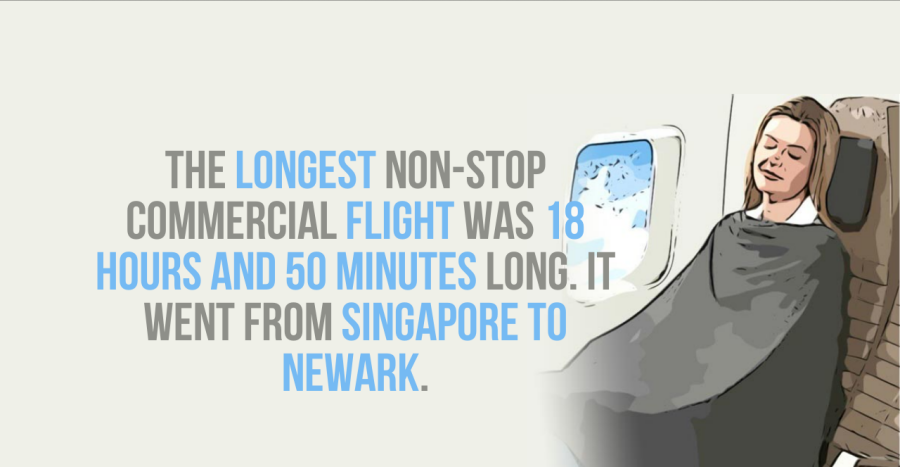 THE LONGEST NON-STOP
COMMERCIAL FLIGHT WAS 18
HOURS AND 50 MINUTES LONG. IT
WENT FROM SINGAPORE TO
NEWARK.